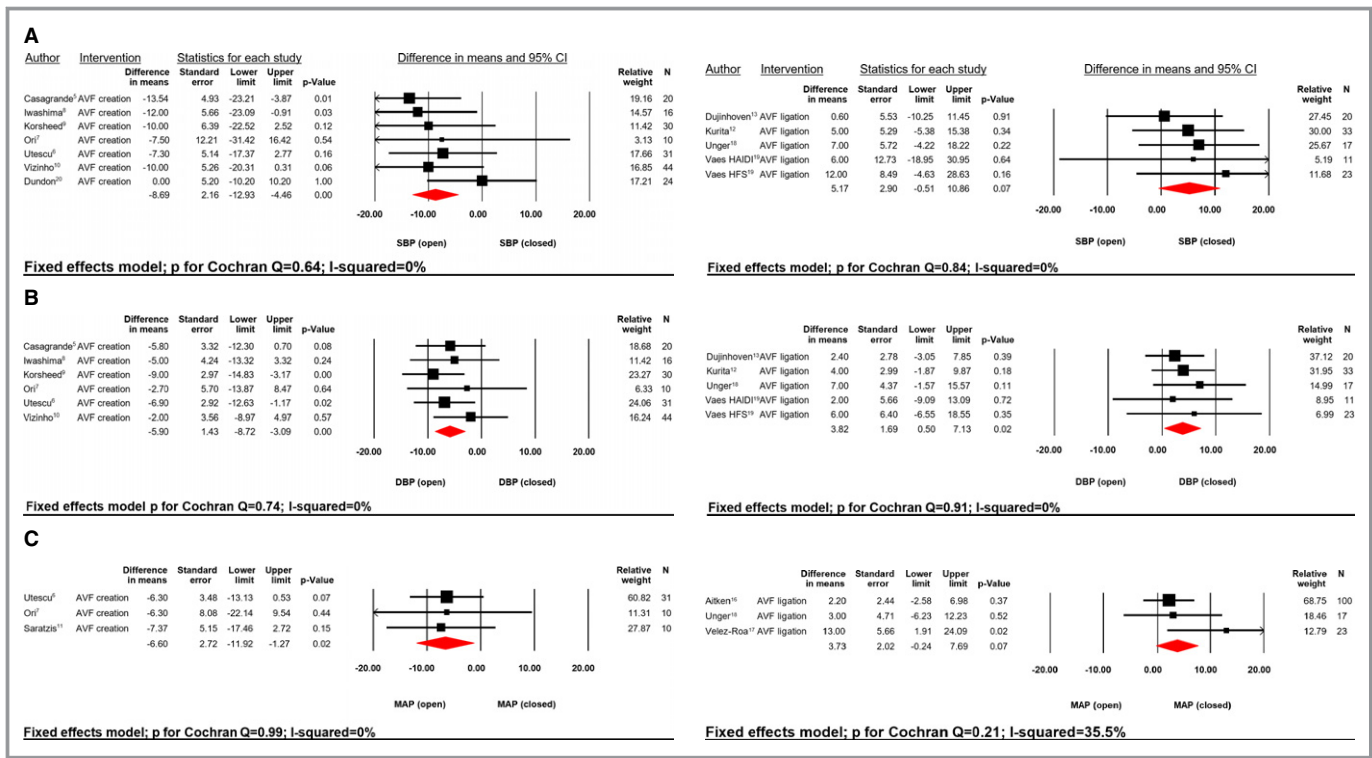 A
Author Intervention Statistics for each study Difference in means and 95% CI
Difference in means Standard error Lower limit Upper limit p-Value Relative weight N
Casagrande⁵ AVF creation -13.54 4.93 -23.21 -3.87 0.01 19.16 20
Iwashima⁸ AVF creation -12.00 5.66 -23.09 -0.91 0.03 14.57 16
Korsheed⁹ AVF creation -10.00 6.39 -22.52 2.52 0.12 11.42 30
Ori⁷ AVF creation -7.50 12.21 -31.42 16.42 0.54 3.13 10
Utescu⁶ AVF creation -7.30 5.14 -17.37 2.77 0.16 17.66 31
Vizinho¹⁰ AVF creation -10.00 5.26 -20.31 0.31 0.06 16.85 44
Dundon²⁰ AVF creation 0.00 5.20 -10.20 10.20 1.00 17.21 24
-8.69 2.16 -12.93 -4.46 0.00
-20.00 -10.00 0.00 10.00 20.00
SBP (open) SBP (closed)
Fixed effects model; p for Cochran Q=0.64; I-squared=0%
Author Intervention Statistics for each study Difference in means and 95% CI
Difference in means Standard error Lower limit Upper limit p-Value Relative weight N
Dujinhoven¹³ AVF ligation 0.60 5.53 -10.25 11.45 0.91 27.45 20
Kurita¹² AVF ligation 5.00 5.29 -5.38 15.38 0.34 30.00 33
Unger¹⁸ AVF ligation 7.00 5.72 -4.22 18.22 0.22 25.67 17
Vaes HAIDI¹⁹ AVF ligation 6.00 12.73 -18.95 30.95 0.64 5.19 11
Vaes HFS¹⁹ AVF ligation 12.00 8.49 -4.63 28.63 0.16 11.68 23
5.17 2.90 -0.51 10.86 0.07
-20.00 -10.00 0.00 10.00 20.00
SBP (open) SBP (closed)
Fixed effects model; p for Cochran Q=0.84; I-squared=0%
B
Difference in means Standard error Lower limit Upper limit p-Value Relative weight N
Casagrande⁵ AVF creation -5.80 3.32 -12.30 0.70 0.08 18.68 20
Iwashima⁸ AVF creation -5.00 4.24 -13.32 3.32 0.24 11.42 16
Korsheed⁹ AVF creation -9.00 2.97 -14.83 -3.17 0.00 23.27 30
Ori⁷ AVF creation -2.70 5.70 -13.87 8.47 0.64 6.33 10
Utescu⁶ AVF creation -6.90 2.92 -12.63 -1.17 0.02 24.06 31
Vizinho¹⁰ AVF creation -2.00 3.56 -8.97 4.97 0.57 16.24 44
-5.90 1.43 -8.72 -3.09 0.00
-20.00 -10.00 0.00 10.00 20.00
DBP (open) DBP (closed)
Fixed effects model p for Cochran Q=0.74; I-squared=0%
Difference in means Standard error Lower limit Upper limit p-Value Relative weight N
Dujinhoven¹³ AVF ligation 2.40 2.78 -3.05 7.85 0.39 37.12 20
Kurita¹² AVF ligation 4.00 2.99 -1.87 9.87 0.18 31.95 33
Unger¹⁸ AVF ligation 7.00 4.37 -1.57 15.57 0.11 14.99 17
Vaes HAIDI¹⁹ AVF ligation 2.00 5.66 -9.09 13.09 0.72 8.95 11
Vaes HFS¹⁹ AVF ligation 6.00 6.40 -6.55 18.55 0.35 6.99 23
3.82 1.69 0.50 7.13 0.02
-20.00 -10.00 0.00 10.00 20.00
DBP (open) DBP (closed)
Fixed effects model; p for Cochran Q=0.91; I-squared=0%
C
Difference in means Standard error Lower limit Upper limit p-Value Relative weight N
Utescu⁶ AVF creation -6.30 3.48 -13.13 0.53 0.07 60.82 31
Ori⁷ AVF creation -6.30 8.08 -22.14 9.54 0.44 11.31 10
Saratzis¹¹ AVF creation -7.37 5.15 -17.46 2.72 0.15 27.87 10
-6.60 2.72 -11.92 -1.27 0.02
-20.00 -10.00 0.00 10.00 20.00
MAP (open) MAP (closed)
Fixed effects model; p for Cochran Q=0.99; I-squared=0%
Difference in means Standard error Lower limit Upper limit p-Value Relative weight N
Aitken¹⁶ AVF ligation 2.20 2.44 -2.58 6.98 0.37 68.75 100
Unger¹⁸ AVF ligation 3.00 4.71 -6.23 12.23 0.52 18.46 17
Velez-Roa¹⁷ AVF ligation 13.00 5.66 1.91 24.09 0.02 12.79 23
3.73 2.02 -0.24 7.69 0.07
-20.00 -10.00 0.00 10.00 20.00
MAP (open) MAP (closed)
Fixed effects model; p for Cochran Q=0.21; I-squared=35.5%